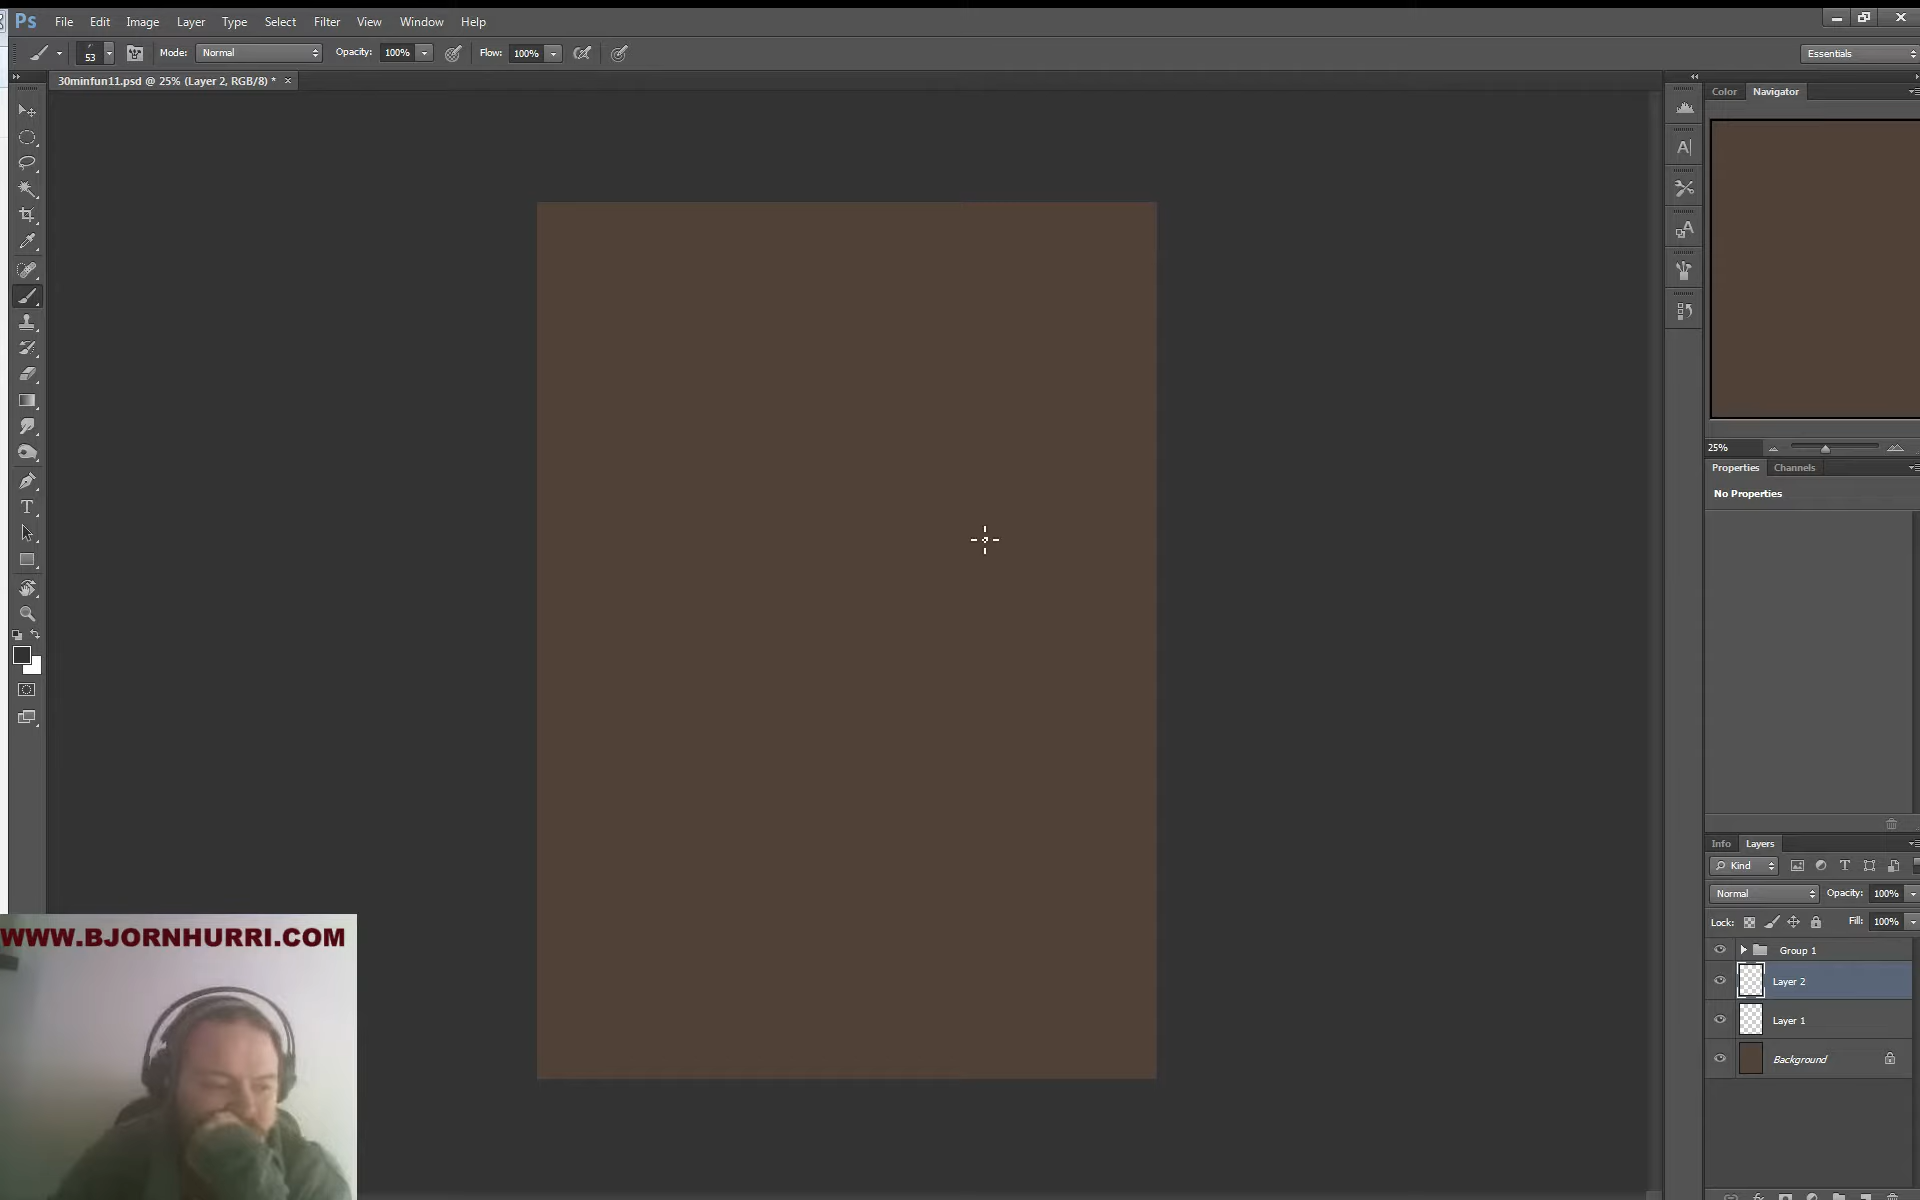 Ps File Edit Image Layer Type Select Filter View Window Help
53 Mode: Normal Opacity: 100% Flow: 100% Essentials
30minfun11.psd @ 25% (Layer 2, RGB/8) * ×
Color Navigator
25%
Properties Channels
No Properties
Info Layers
Kind
Normal Opacity: 100%
Lock: Fill: 100%
Group 1
Layer 2
Layer 1
Background
WWW.BJORNHURRI.COM